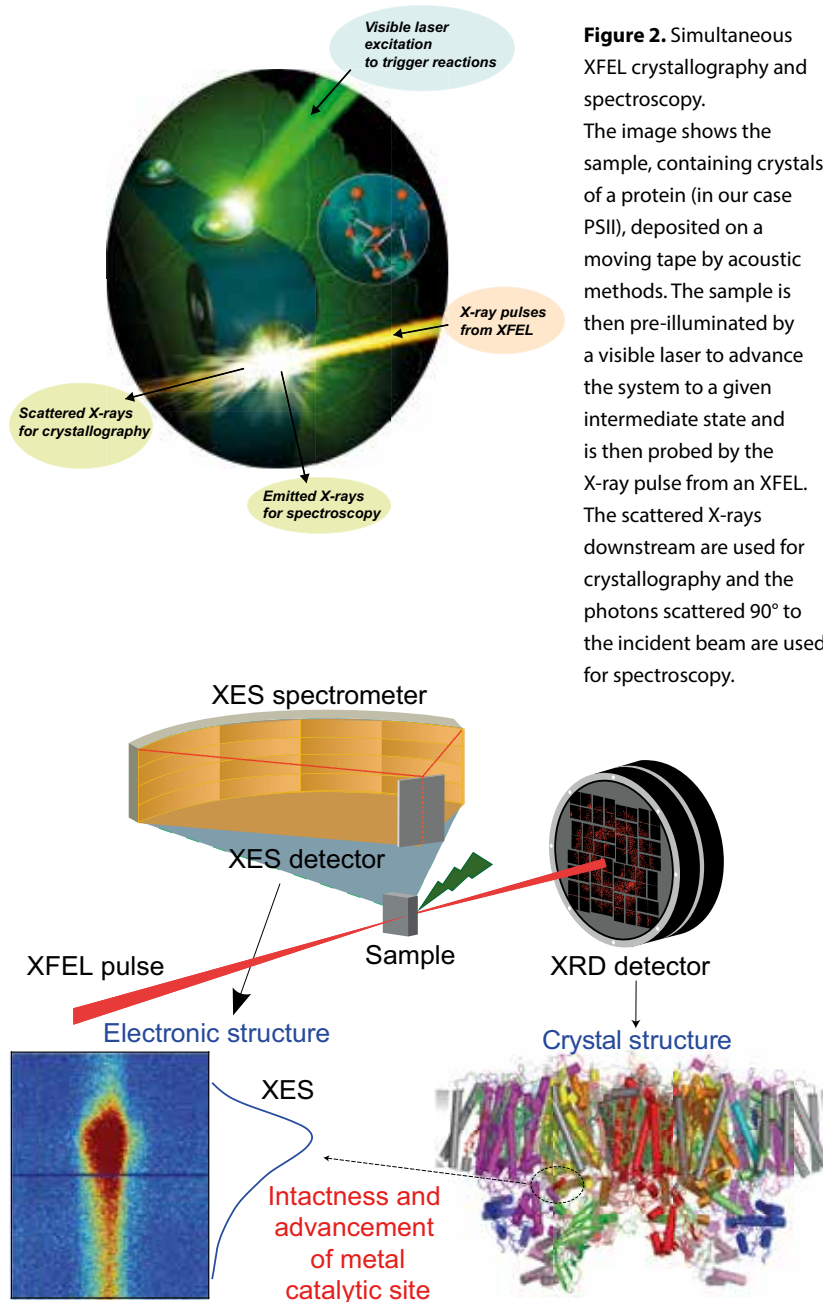 Visible laser
excitation
to trigger reactions
X-ray pulses
from XFEL
Scattered X-rays
for crystallography
Emitted X-rays
for spectroscopy
Figure 2. Simultaneous
XFEL crystallography and
spectroscopy.
The image shows the
sample, containing crystals
of a protein (in our case
PSII), deposited on a
moving tape by acoustic
methods. The sample is
then pre-illuminated by
a visible laser to advance
the system to a given
intermediate state and
is then probed by the
X-ray pulse from an XFEL.
The scattered X-rays
downstream are used for
crystallography and the
photons scattered 90° to
the incident beam are used
for spectroscopy.
XES spectrometer
XES detector
Sample
XFEL pulse
XRD detector
Electronic structure
Crystal structure
XES
Intactness and
advancement
of metal
catalytic site